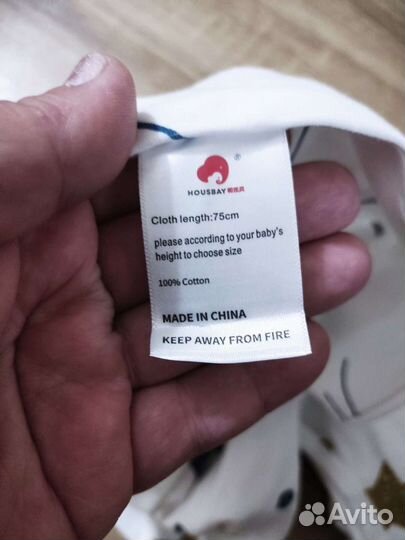 ®
HOUSBAY
Cloth length:75cm
please according to your baby's
height to choose size
100% Cotton
MADE IN CHINA
KEEP AWAY FROM FIRE
Avito